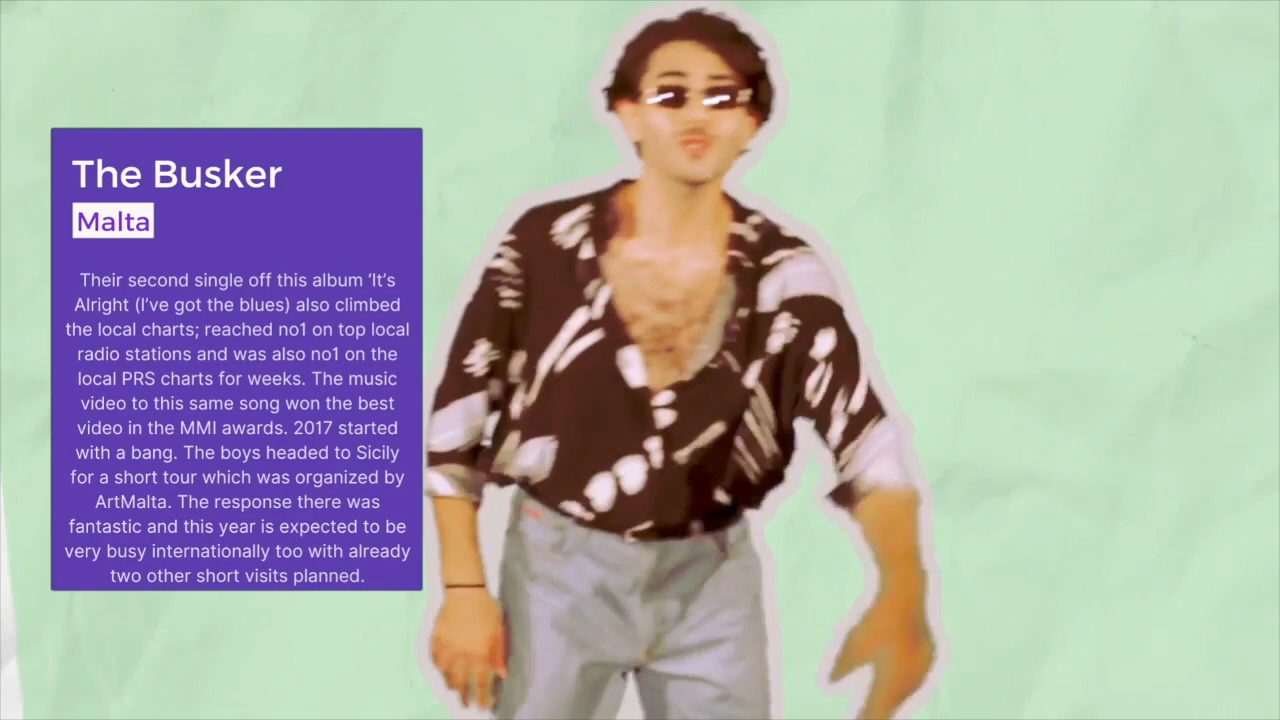 The Busker
Malta
Their second single off this album ‘It’s
Alright (I’ve got the blues) also climbed
the local charts; reached no1 on top local
radio stations and was also no1 on the
local PRS charts for weeks. The music
video to this same song won the best
video in the MMI awards. 2017 started
with a bang. The boys headed to Sicily
for a short tour which was organized by
ArtMalta. The response there was
fantastic and this year is expected to be
very busy internationally too with already
two other short visits planned.